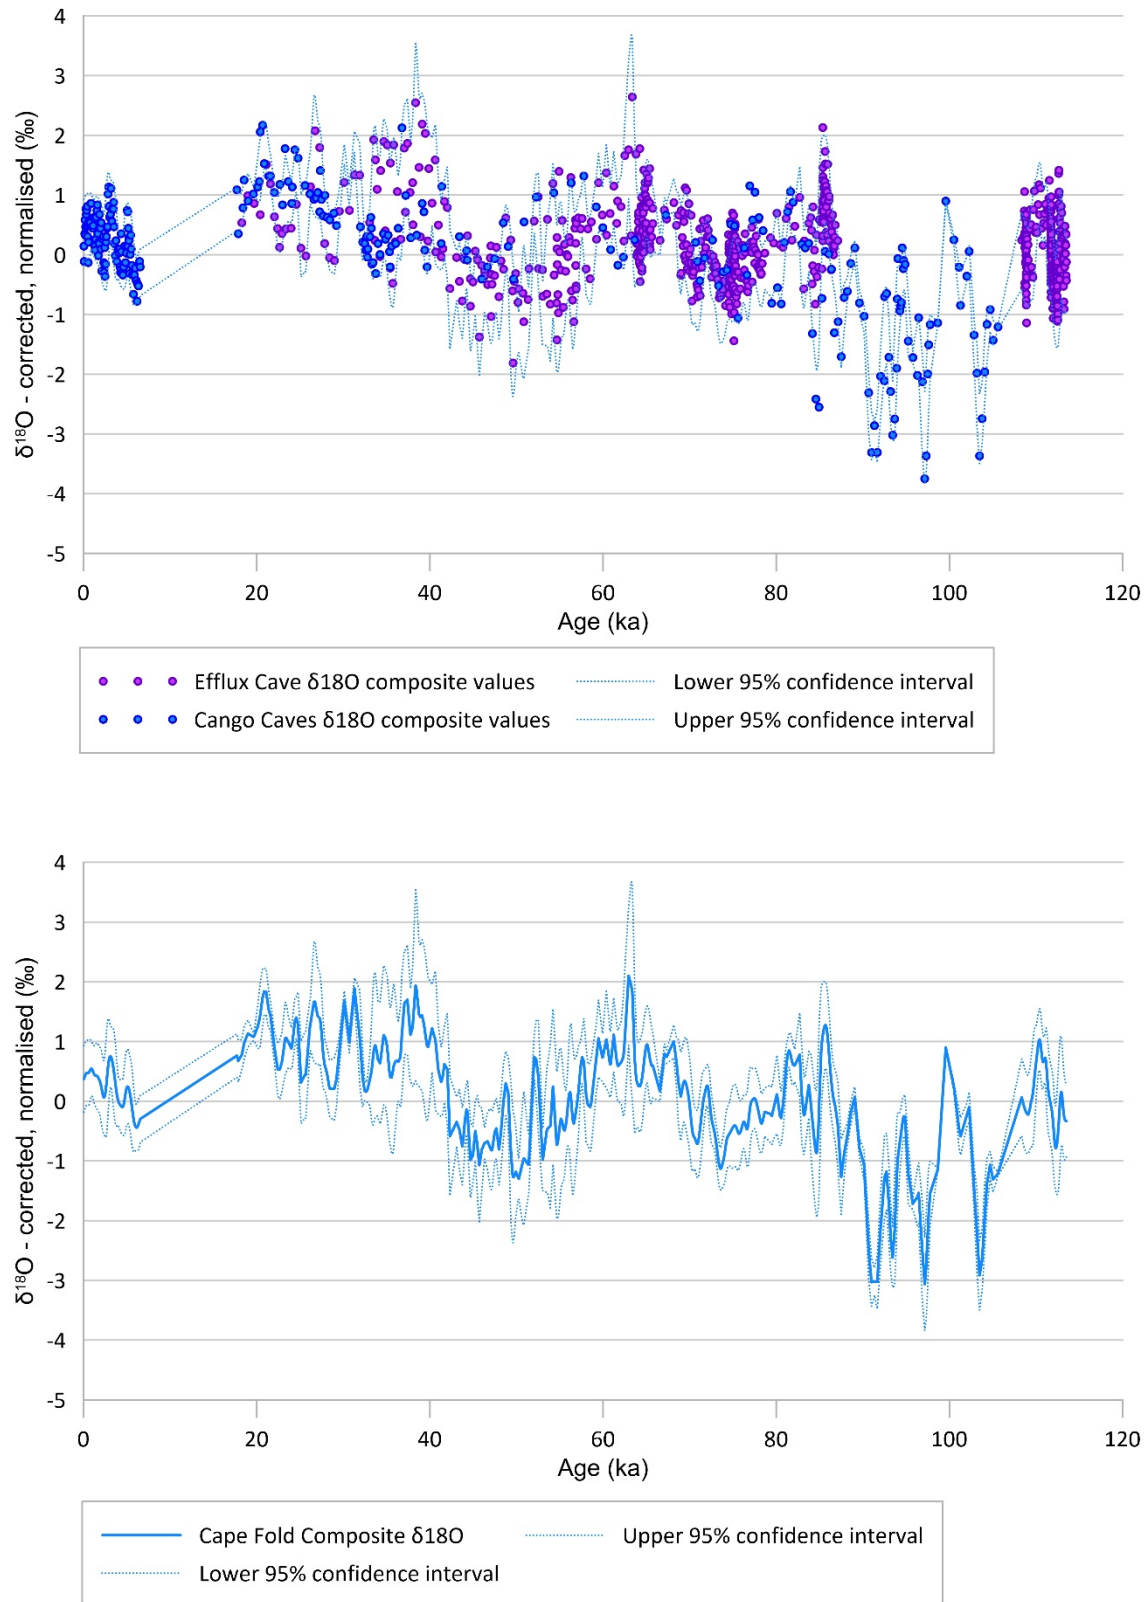 4
3
2
1
0
-1
-2
-3
-4
-5
δ¹⁸O - corrected, normalised (‰)
0 20 40 60 80 100 120
Age (ka)
Efflux Cave δ18O composite values Lower 95% confidence interval
Cango Caves δ18O composite values Upper 95% confidence interval
4
3
2
1
0
-1
-2
-3
-4
-5
δ¹⁸O - corrected, normalised (‰)
0 20 40 60 80 100 120
Age (ka)
Cape Fold Composite δ18O Upper 95% confidence interval
Lower 95% confidence interval